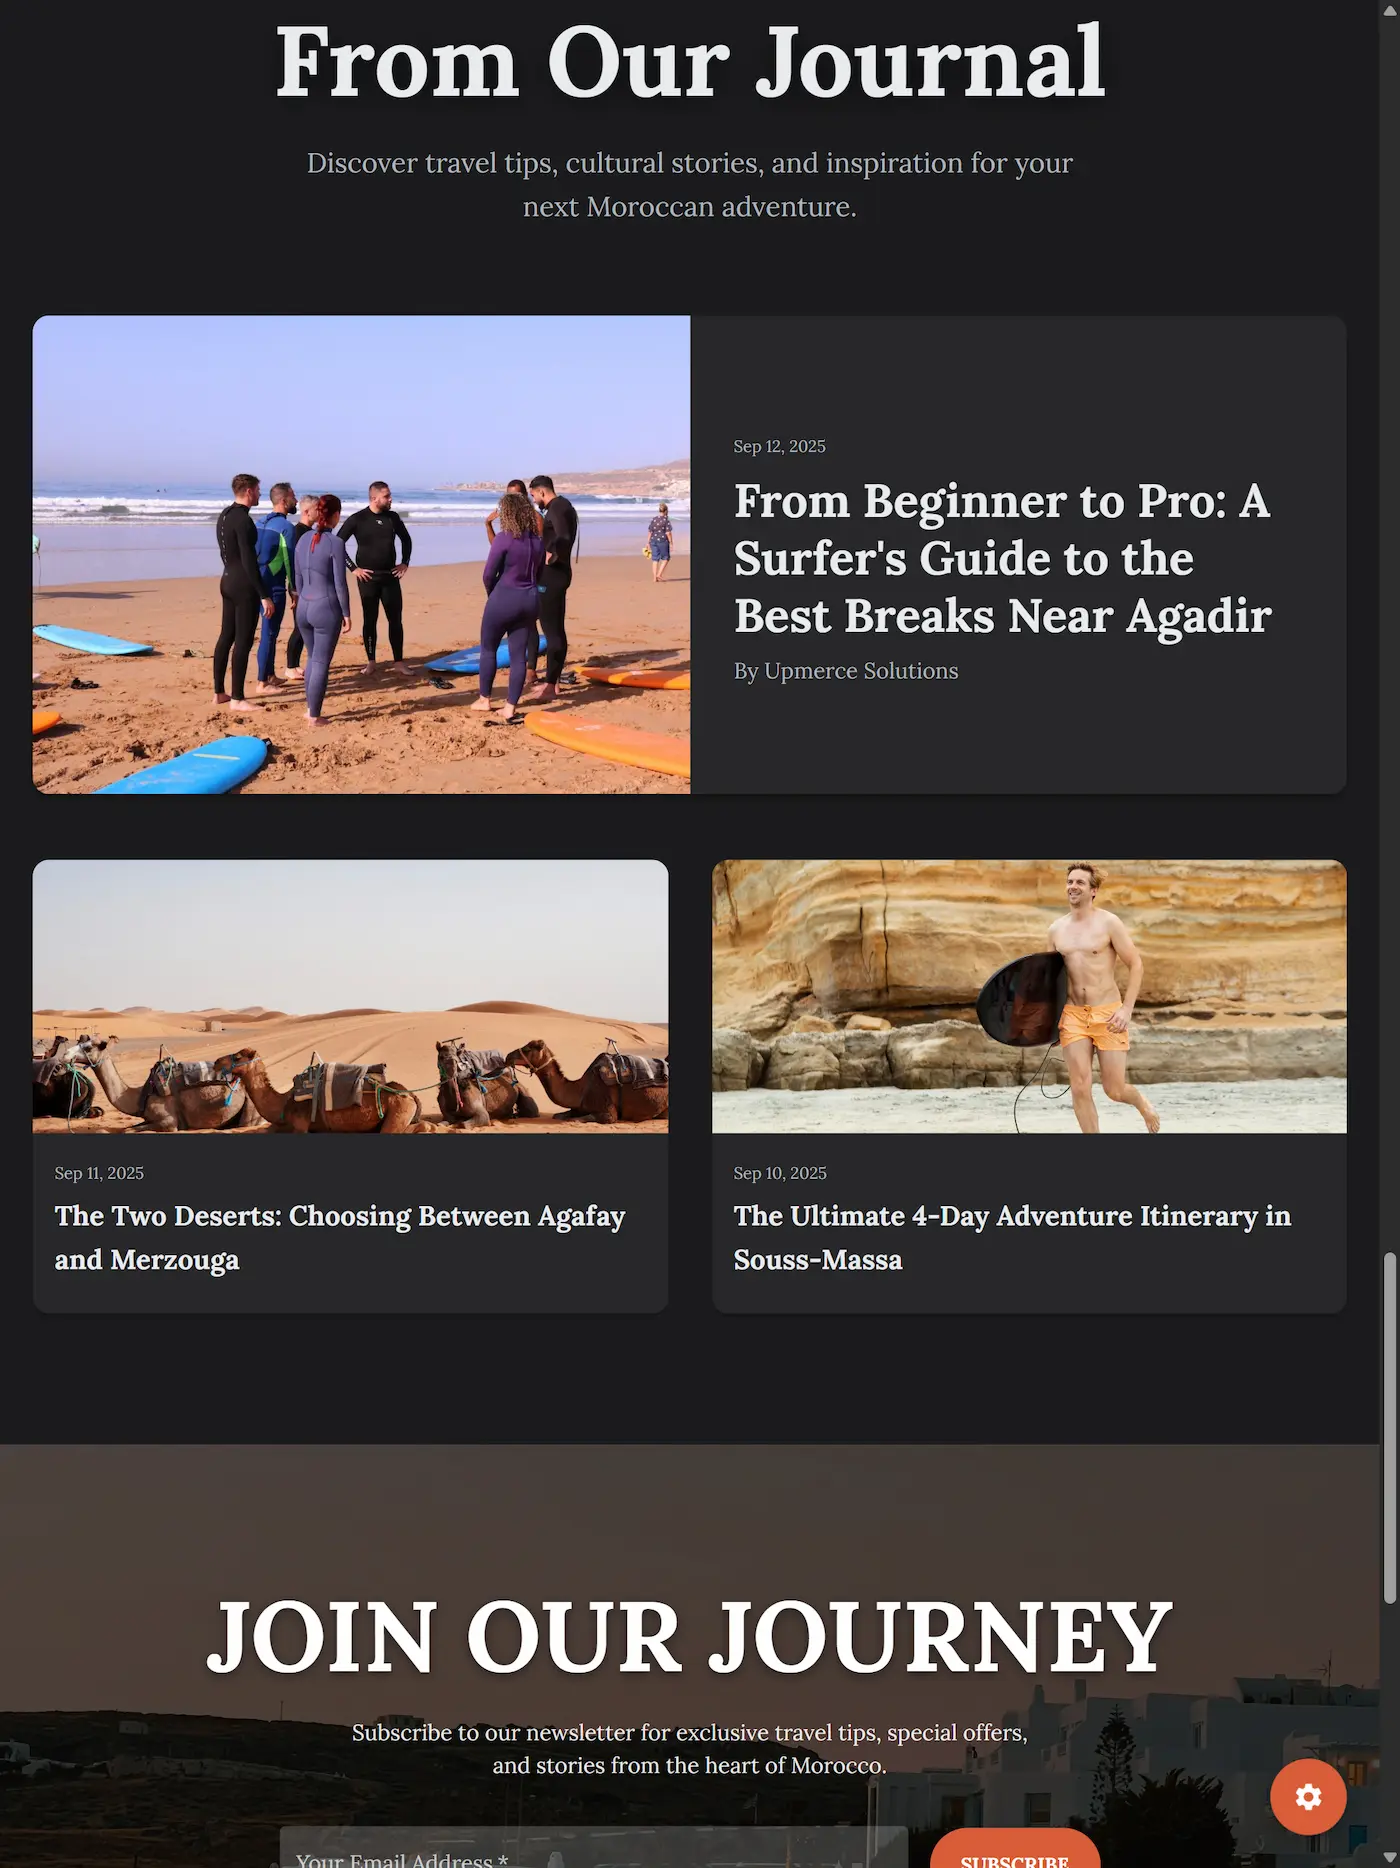 From Our Journal
Discover travel tips, cultural stories, and inspiration for your
next Moroccan adventure.
Sep 12, 2025
From Beginner to Pro: A
Surfer's Guide to the
Best Breaks Near Agadir
By Upmerce Solutions
Sep 11, 2025
The Two Deserts: Choosing Between Agafay
and Merzouga
Sep 10, 2025
The Ultimate 4-Day Adventure Itinerary in
Souss-Massa
JOIN OUR JOURNEY
Subscribe to our newsletter for exclusive travel tips, special offers,
and stories from the heart of Morocco.
Your Email Address *
SUBSCRIBE